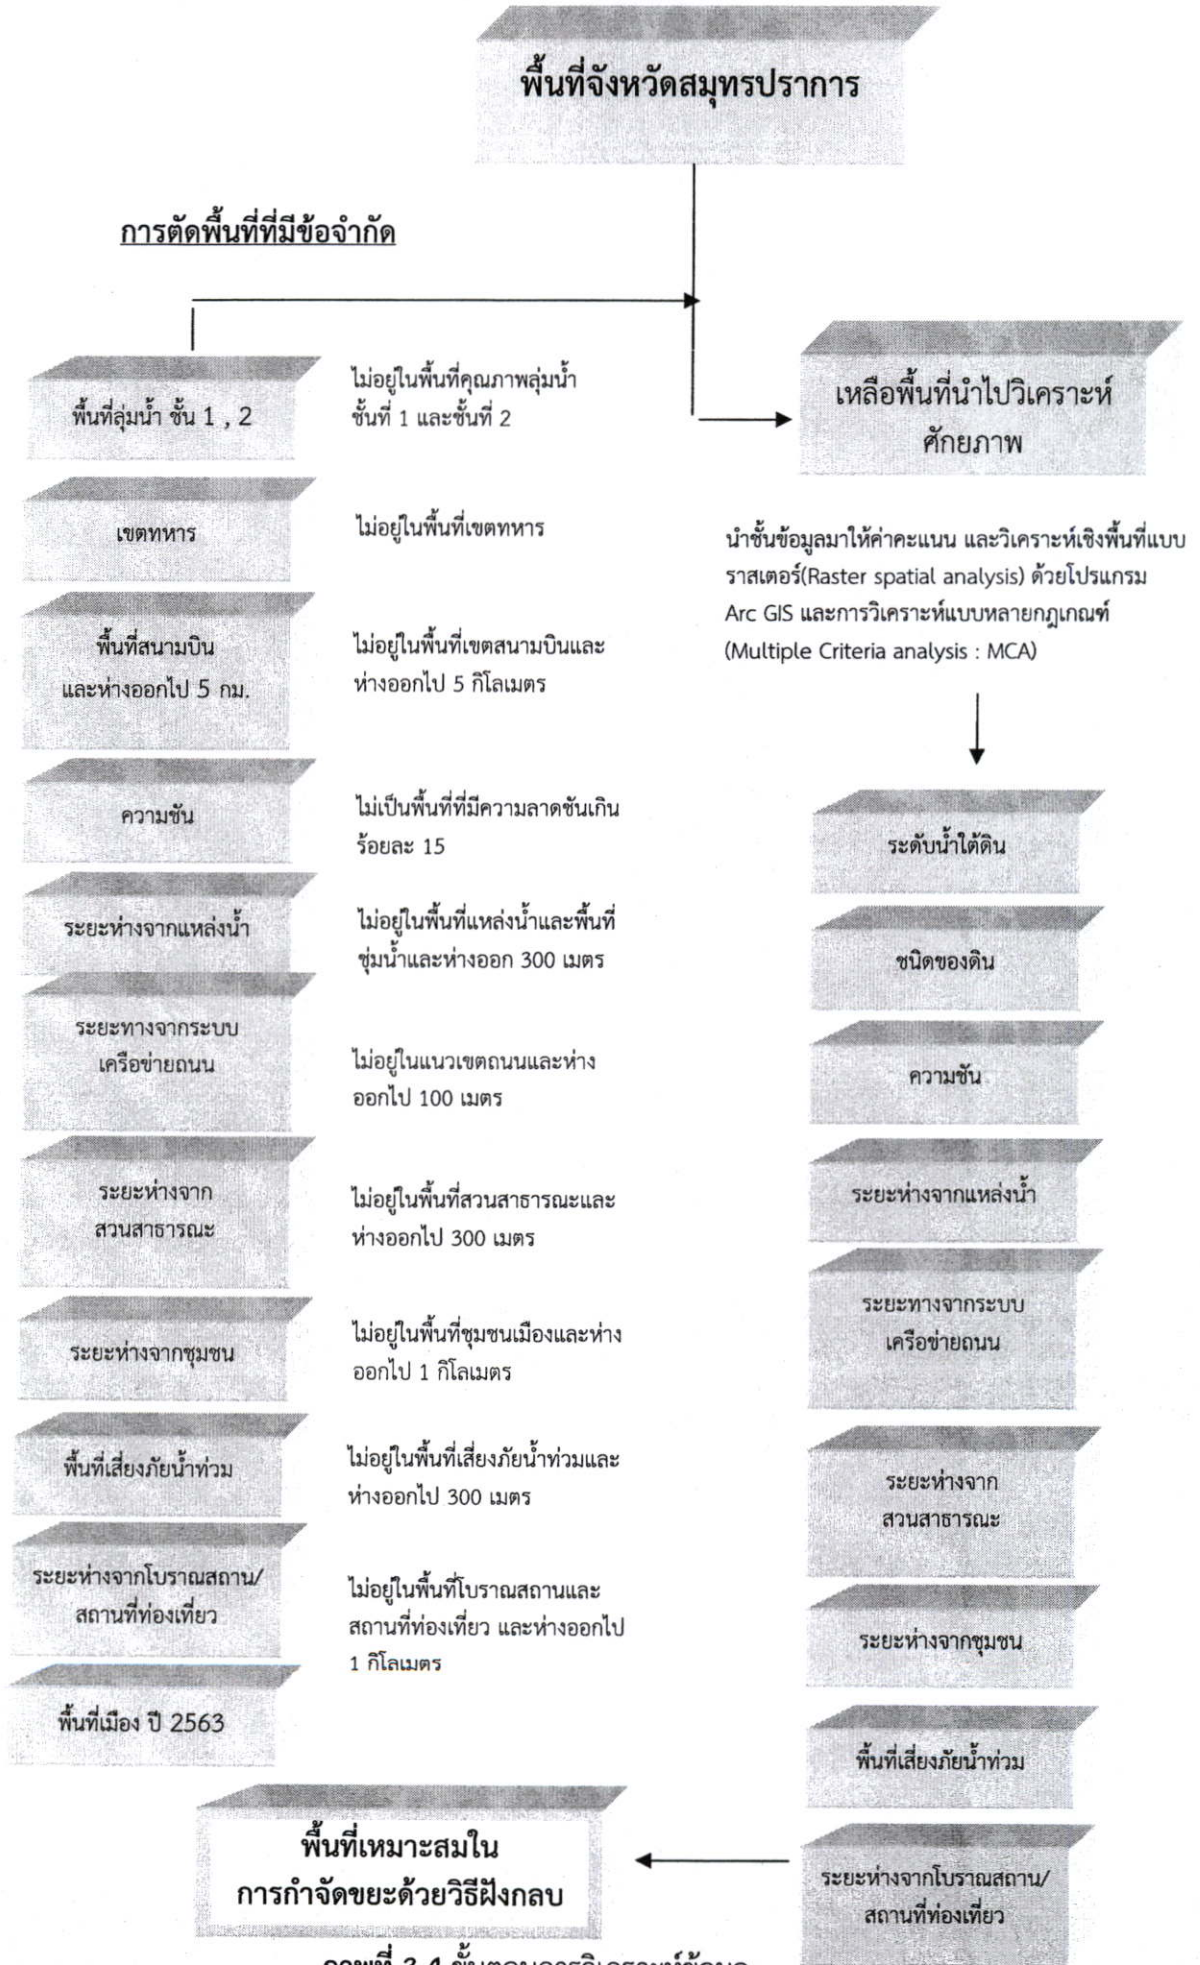 พื้นที่จังหวัดสมุทรปราการ
การตัดพื้นที่ที่มีข้อจำกัด
พื้นที่ลุ่มน้ำ ชั้น 1 , 2
ไม่อยู่ในพื้นที่คุณภาพลุ่มน้ำ
ชั้นที่ 1 และชั้นที่ 2
เขตทหาร
ไม่อยู่ในพื้นที่เขตทหาร
พื้นที่สนามบิน
และห่างออกไป 5 กม.
ไม่อยู่ในพื้นที่เขตสนามบินและ
ห่างออกไป 5 กิโลเมตร
ความชัน
ไม่เป็นพื้นที่ที่มีความลาดชันเกิน
ร้อยละ 15
ระยะห่างจากแหล่งน้ำ
ไม่อยู่ในพื้นที่แหล่งน้ำและพื้นที่
ชุ่มน้ำและห่างออก 300 เมตร
ระยะทางจากระบบ
เครือข่ายถนน
ไม่อยู่ในแนวเขตถนนและห่าง
ออกไป 100 เมตร
ระยะห่างจาก
สวนสาธารณะ
ไม่อยู่ในพื้นที่สวนสาธารณะและ
ห่างออกไป 300 เมตร
ระยะห่างจากชุมชน
ไม่อยู่ในพื้นที่ชุมชนเมืองและห่าง
ออกไป 1 กิโลเมตร
พื้นที่เสี่ยงภัยน้ำท่วม
ไม่อยู่ในพื้นที่เสี่ยงภัยน้ำท่วมและ
ห่างออกไป 300 เมตร
ระยะห่างจากโบราณสถาน/
สถานที่ท่องเที่ยว
ไม่อยู่ในพื้นที่โบราณสถานและ
สถานที่ท่องเที่ยว และห่างออกไป
1 กิโลเมตร
พื้นที่เมือง ปี 2563
เหลือพื้นที่นำไปวิเคราะห์
ศักยภาพ
นำชั้นข้อมูลมาให้ค่าคะแนน และวิเคราะห์เชิงพื้นที่แบบ
ราสเตอร์(Raster spatial analysis) ด้วยโปรแกรม
Arc GIS และการวิเคราะห์แบบหลายกฎเกณฑ์
(Multiple Criteria analysis : MCA)
ระดับน้ำใต้ดิน
ชนิดของดิน
ความชัน
ระยะห่างจากแหล่งน้ำ
ระยะทางจากระบบ
เครือข่ายถนน
ระยะห่างจาก
สวนสาธารณะ
ระยะห่างจากชุมชน
พื้นที่เสี่ยงภัยน้ำท่วม
ระยะห่างจากโบราณสถาน/
สถานที่ท่องเที่ยว
พื้นที่เหมาะสมใน
การกำจัดขยะด้วยวิธีฝังกลบ